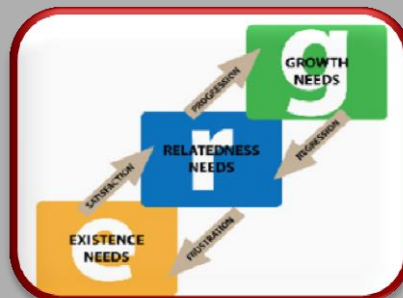 g
GROWTH
NEEDS
PROGRESSION
r
RELATEDNESS
NEEDS
REGRESSION
SATISFACTION
e
EXISTENCE
NEEDS
FRUSTRATION